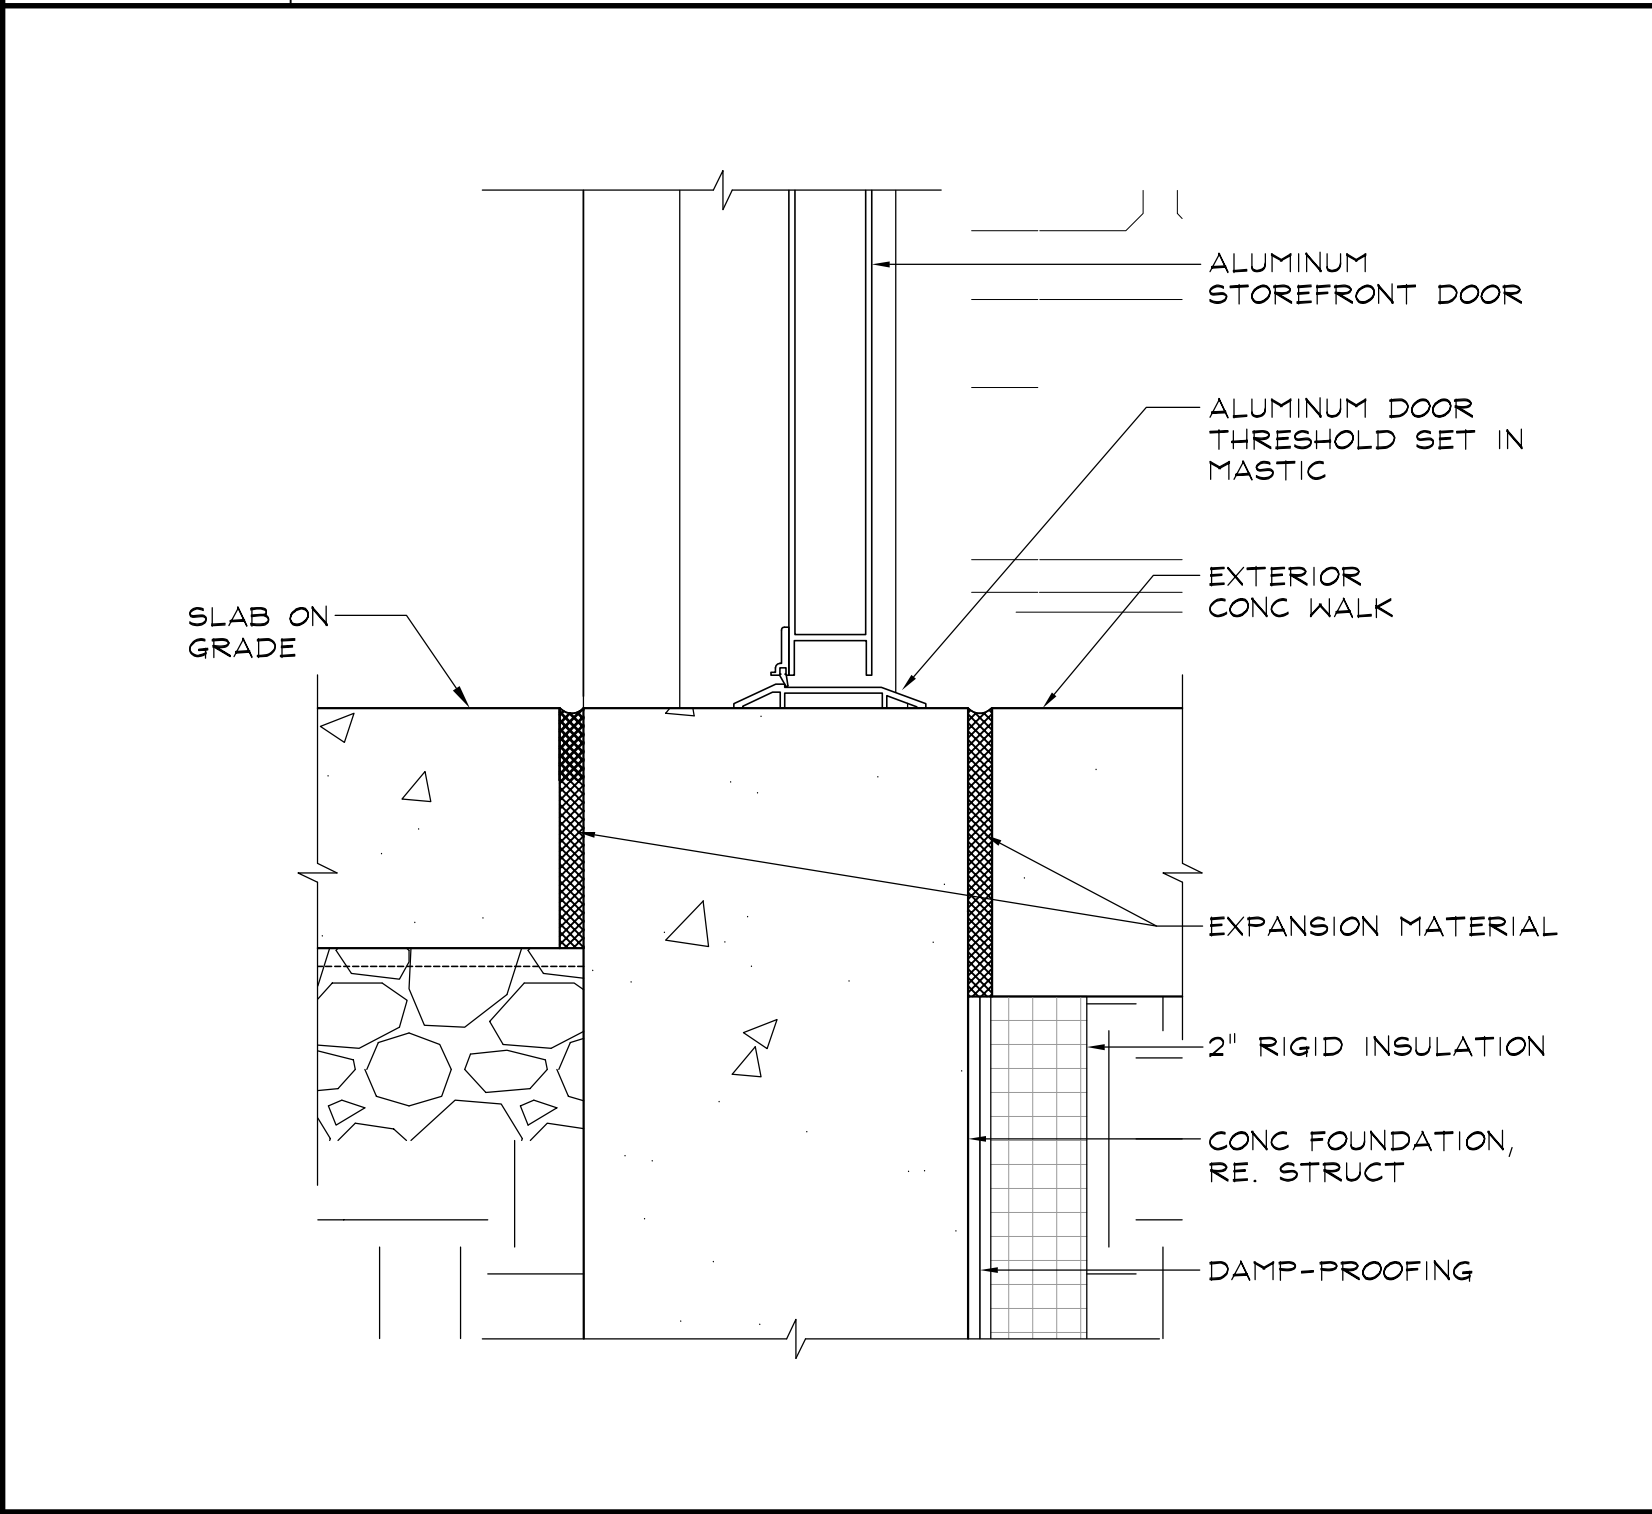 ALUMINUM
STOREFRONT DOOR
ALUMINUM DOOR
THRESHOLD SET IN
MASTIC
EXTERIOR
CONC WALK
SLAB ON
GRADE
EXPANSION MATERIAL
2" RIGID INSULATION
CONC FOUNDATION,
RE. STRUCT
DAMP-PROOFING